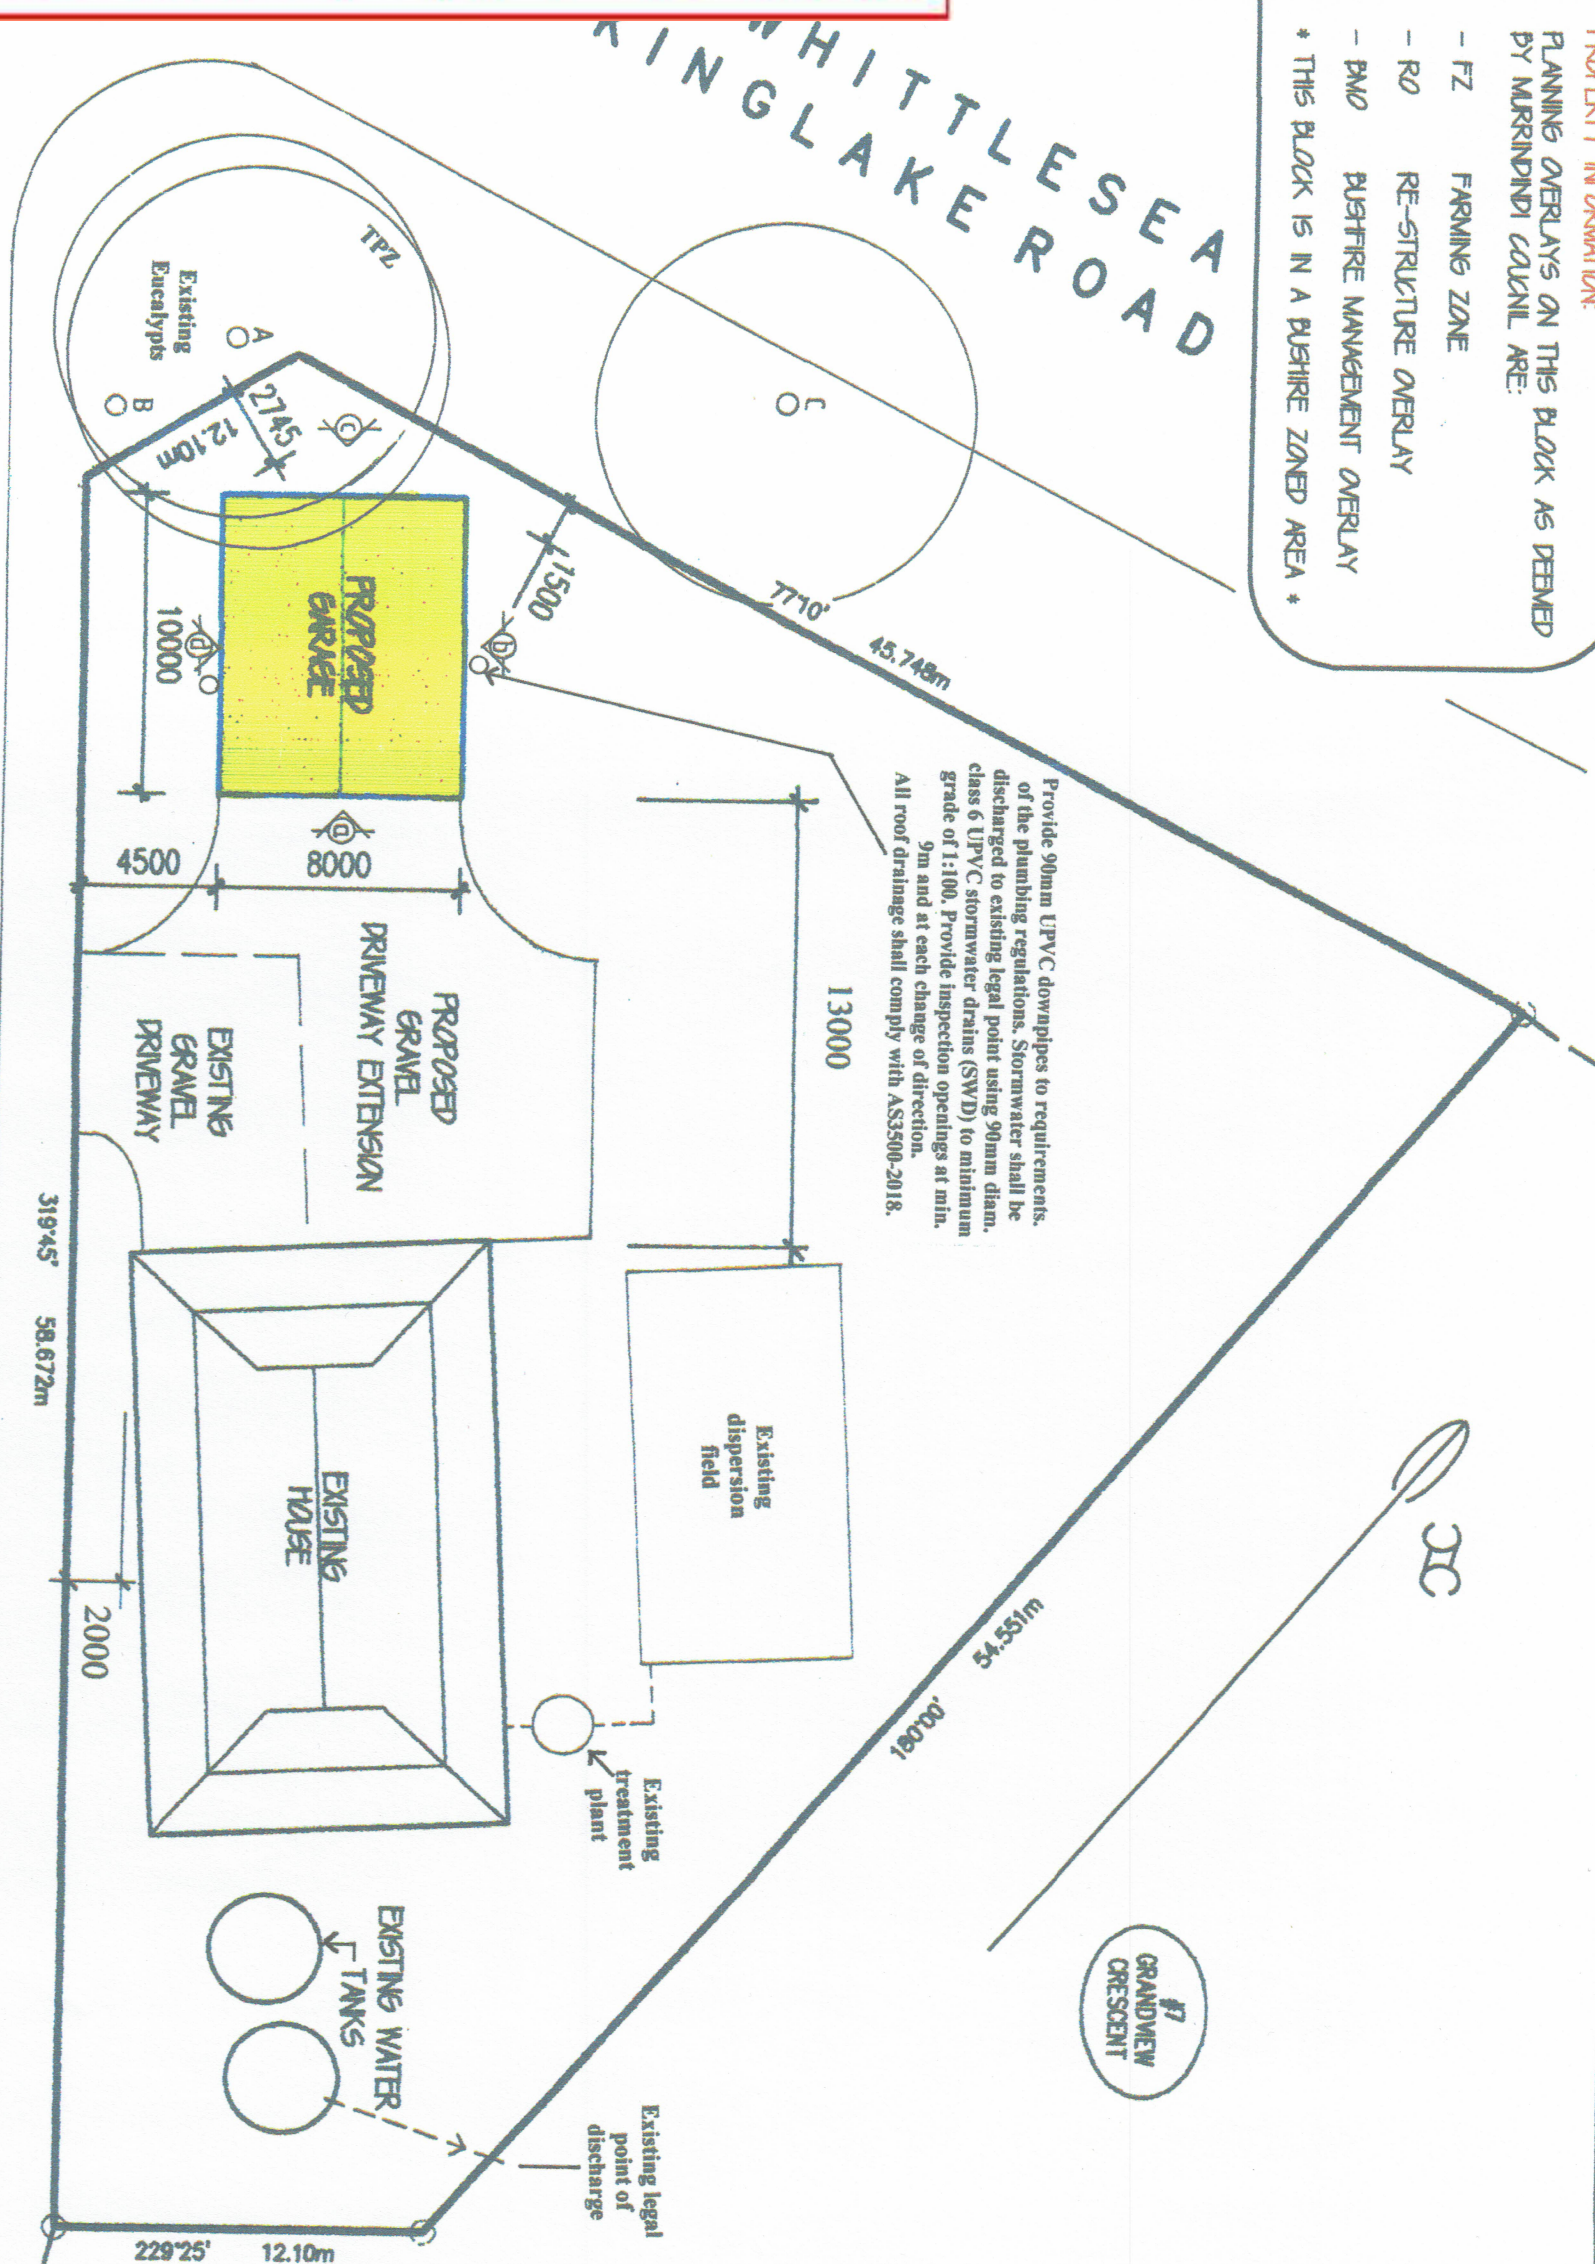 PROPERTY INFORMATION:
PLANNING OVERLAYS ON THIS BLOCK AS DEEMED
BY MURRINDINDI COUCNIL ARE:
- FZ FARMING ZONE
- RO RE-STRUCTURE OVERLAY
- BMO BUSHFIRE MANAGEMENT OVERLAY
* THIS BLOCK IS IN A BUSHIRE ZONED AREA *
WHITTLESEA
KINGLAKE ROAD
TPZ
Existing
Eucalypts
A
B
C
2745
12.10m
c
1500
77°10'
45.748m
b
d
PROPOSED
GARAGE
10000
a
4500
8000
Provide 90mm UPVC downpipes to requirements.
of the plumbing regulations. Stormwater shall be
discharged to existing legal point using 90mm diam.
class 6 UPVC stormwater drains (SWD) to minimum
grade of 1:100. Provide inspection openings at min.
9m and at each change of direction.
All roof drainage shall comply with AS3500-2018.
13000
PROPOSED
GRAVEL
DRIVEWAY EXTENSION
EXISTING
GRAVEL
DRIVEWAY
319°45' 58.672m
Existing
dispersion
field
EXISTING
HOUSE
2000
54.551m
180°00'
Existing
treatment
plant
EXISTING WATER
TANKS
#7
GRANDVIEW
CRESCENT
Existing legal
point of
discharge
229°25' 12.10m